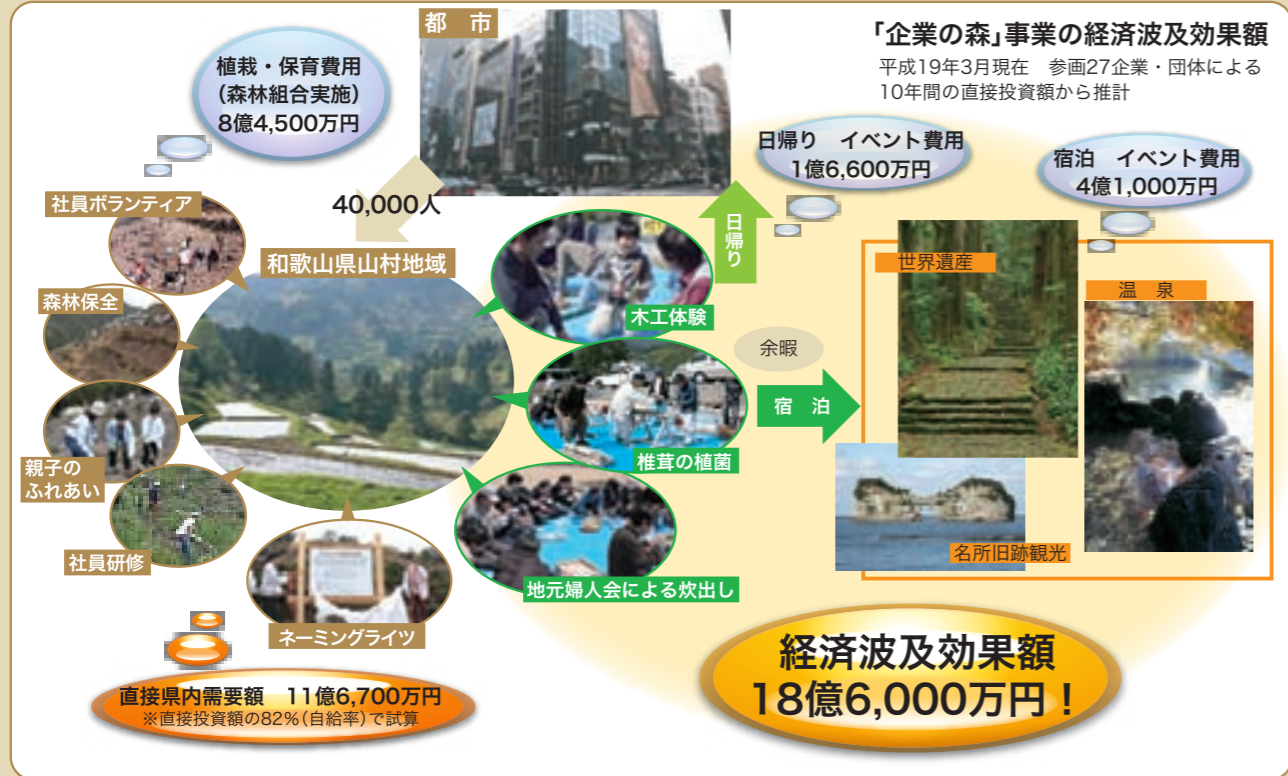 「企業の森」事業の経済波及効果額
平成19年3月現在　参画27企業・団体による
10年間の直接投資額から推計
都　市
植栽・保育費用
（森林組合実施）
8億4,500万円
日帰り　イベント費用
1億6,600万円
宿泊　イベント費用
4億1,000万円
40,000人
日帰り
社員ボランティア
和歌山県山村地域
森林保全
親子の
ふれあい
社員研修
ネーミングライツ
木工体験
椎茸の植菌
地元婦人会による炊出し
余暇
宿　泊
世界遺産
温　泉
名所旧跡観光
直接県内需要額　11億6,700万円
※直接投資額の82％（自給率）で試算
経済波及効果額
18億6,000万円！